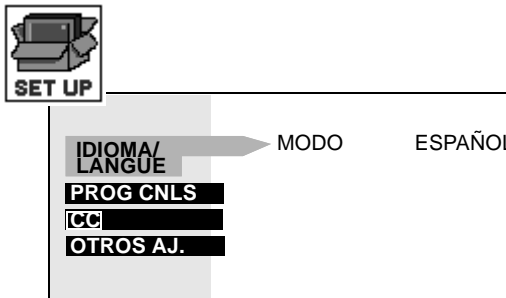 SET UP
IDIOMA/
LANGUE
MODO ESPAÑOL
PROG CNLS
CC
OTROS AJ.